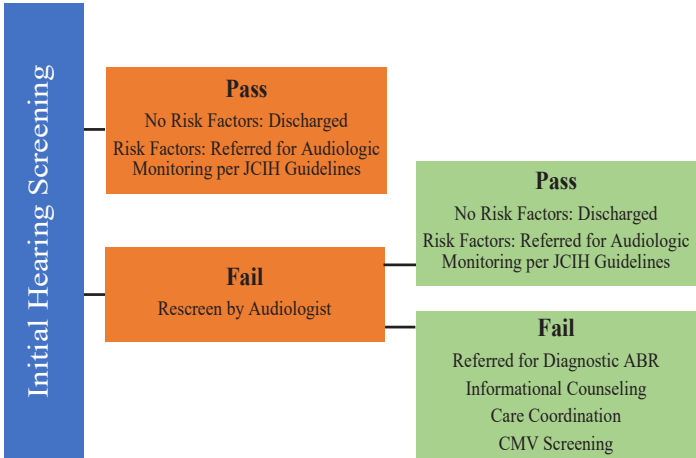 Initial Hearing Screening
Pass
No Risk Factors: Discharged
Risk Factors: Referred for Audiologic
Monitoring per JCIH Guidelines
Fail
Rescreen by Audiologist
Pass
No Risk Factors: Discharged
Risk Factors: Referred for Audiologic
Monitoring per JCIH Guidelines
Fail
Referred for Diagnostic ABR
Informational Counseling
Care Coordination
CMV Screening